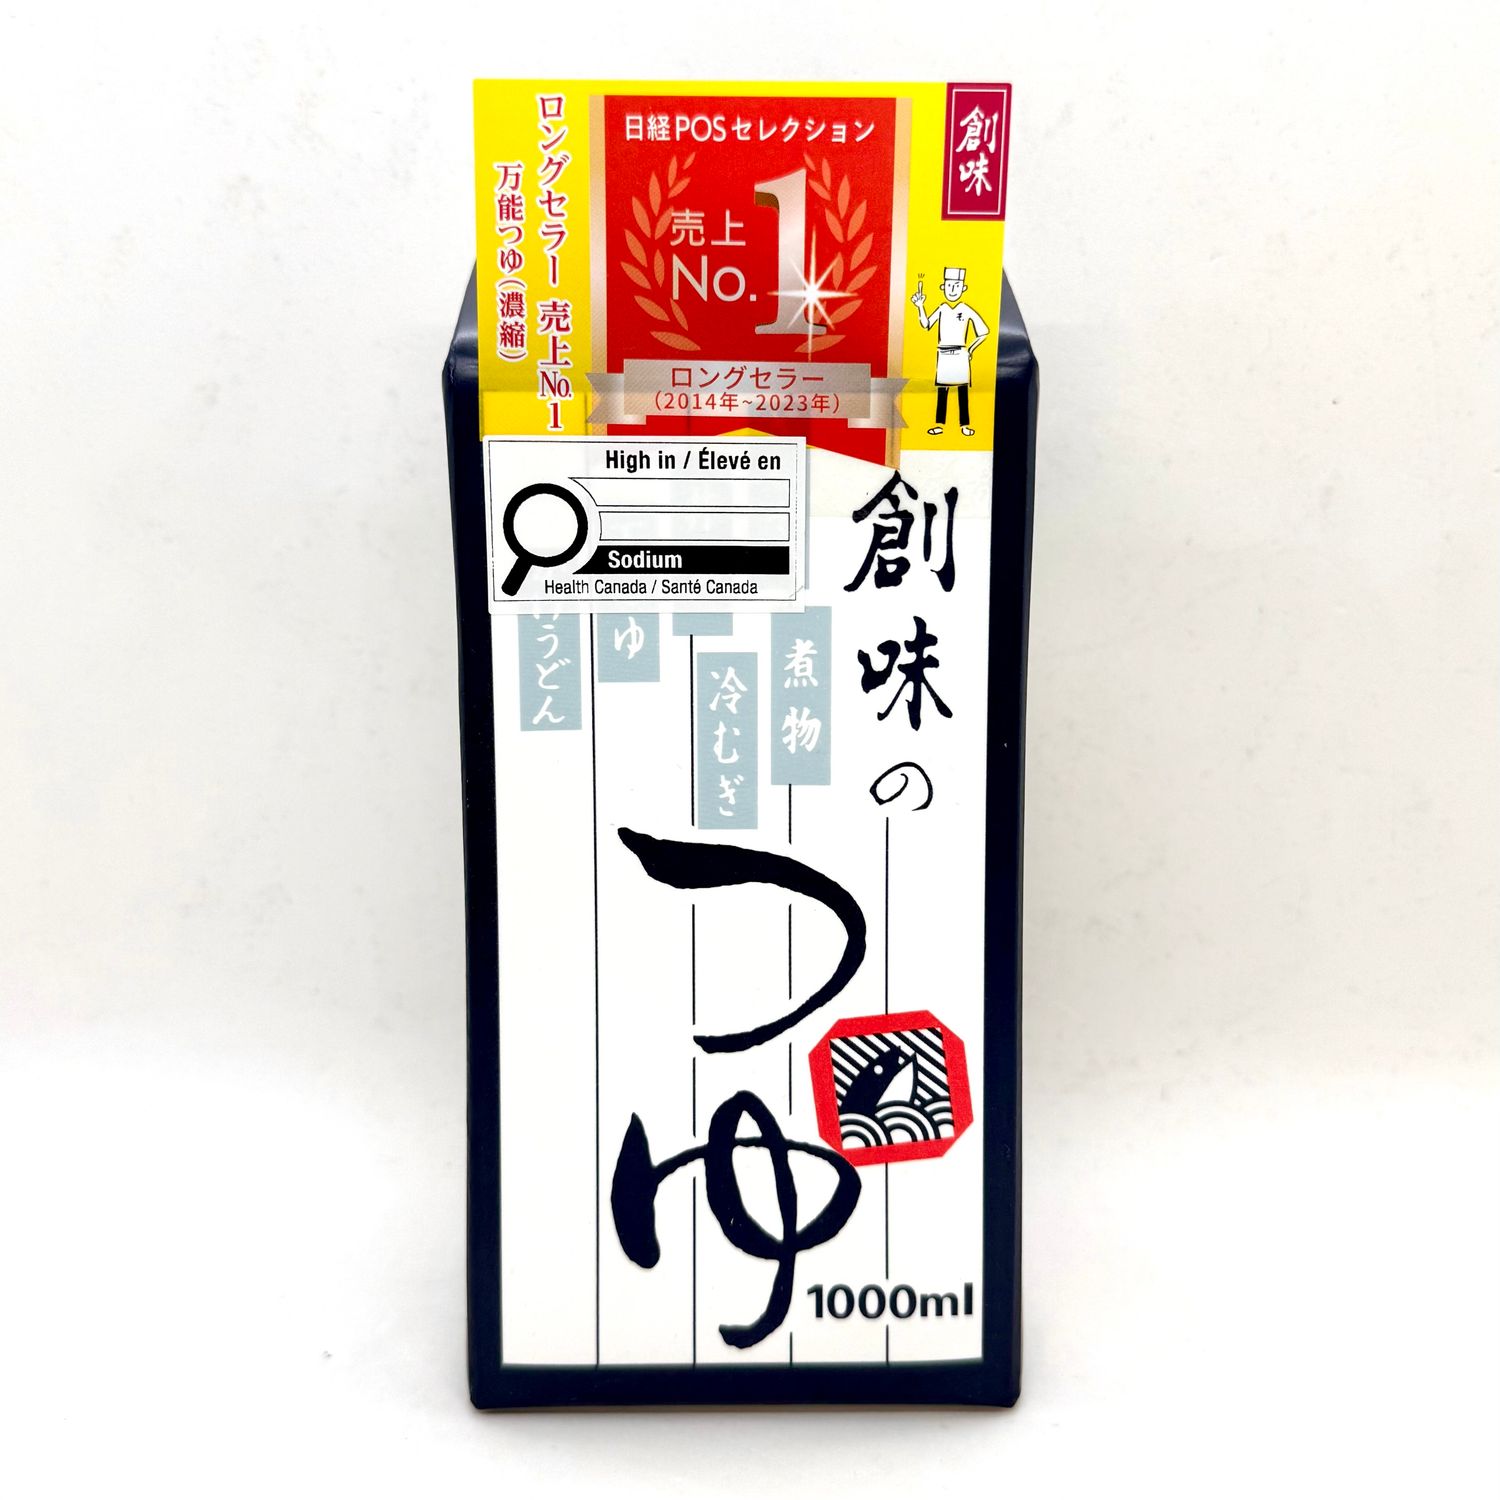 創味
日経POSセレクション
売上
No.1
ロングセラー
(2014年~2023年)
ロングセラー 売上No.1
万能つゆ(濃縮)
High in / Élevé en
Sodium
Health Canada / Santé Canada
創味の
つゆ
煮物
冷むぎ
ゆ
うどん
1000ml